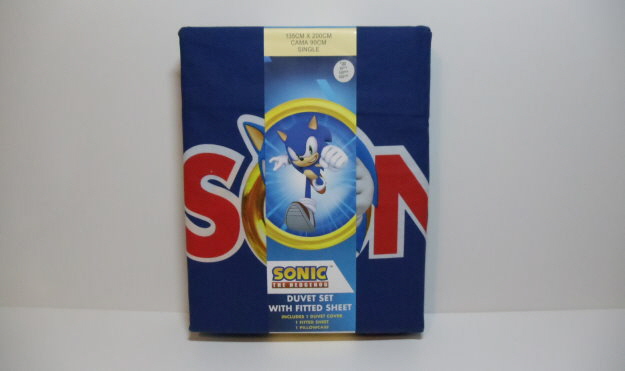 135CM X 200CM
CAMA 90CM
SINGLE
SON
SONIC
THE HEDGEHOG
DUVET SET
WITH FITTED SHEET
INCLUDES 1 DUVET COVER
1 FITTED SHEET
1 PILLOWCASE